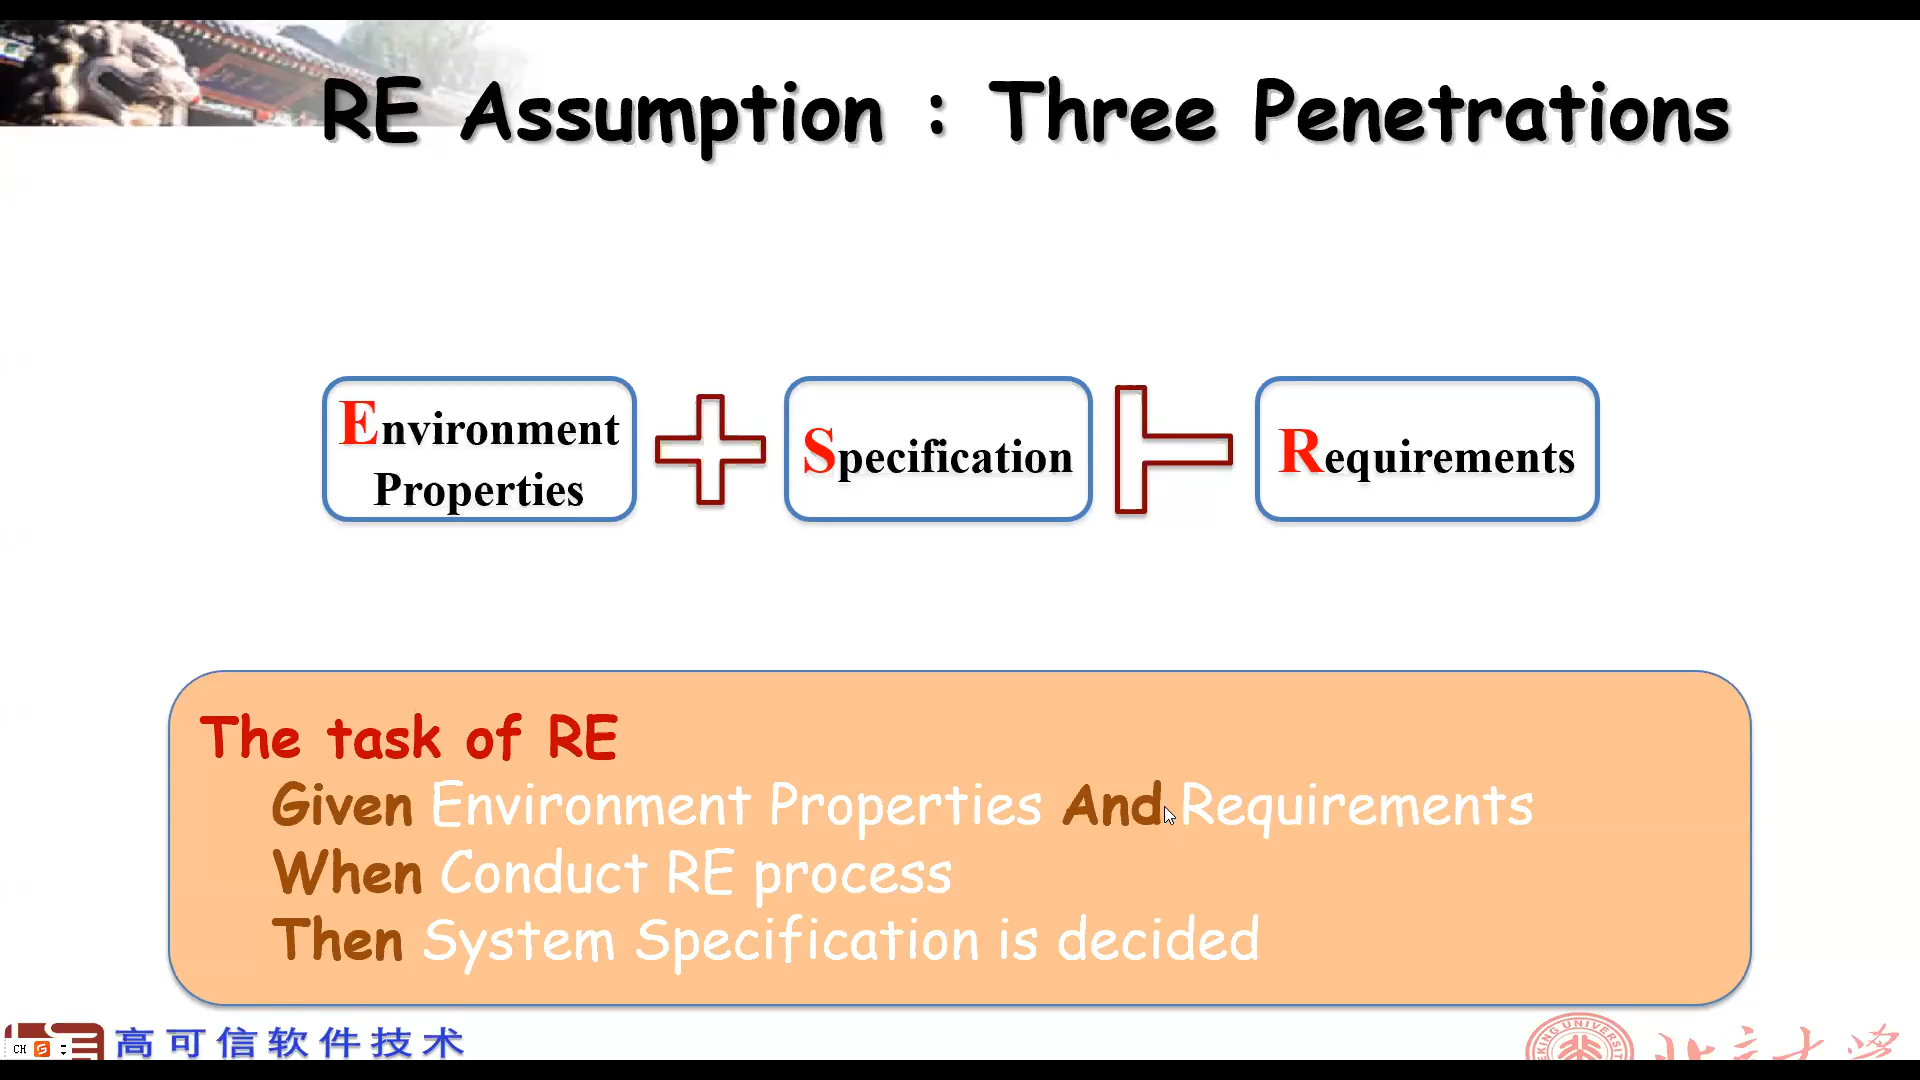 RE Assumption : Three Penetrations
Environment
Properties
Specification
Requirements
The task of RE
Given Environment Properties And Requirements
When Conduct RE process
Then System Specification is decided
高可信软件技术
CH